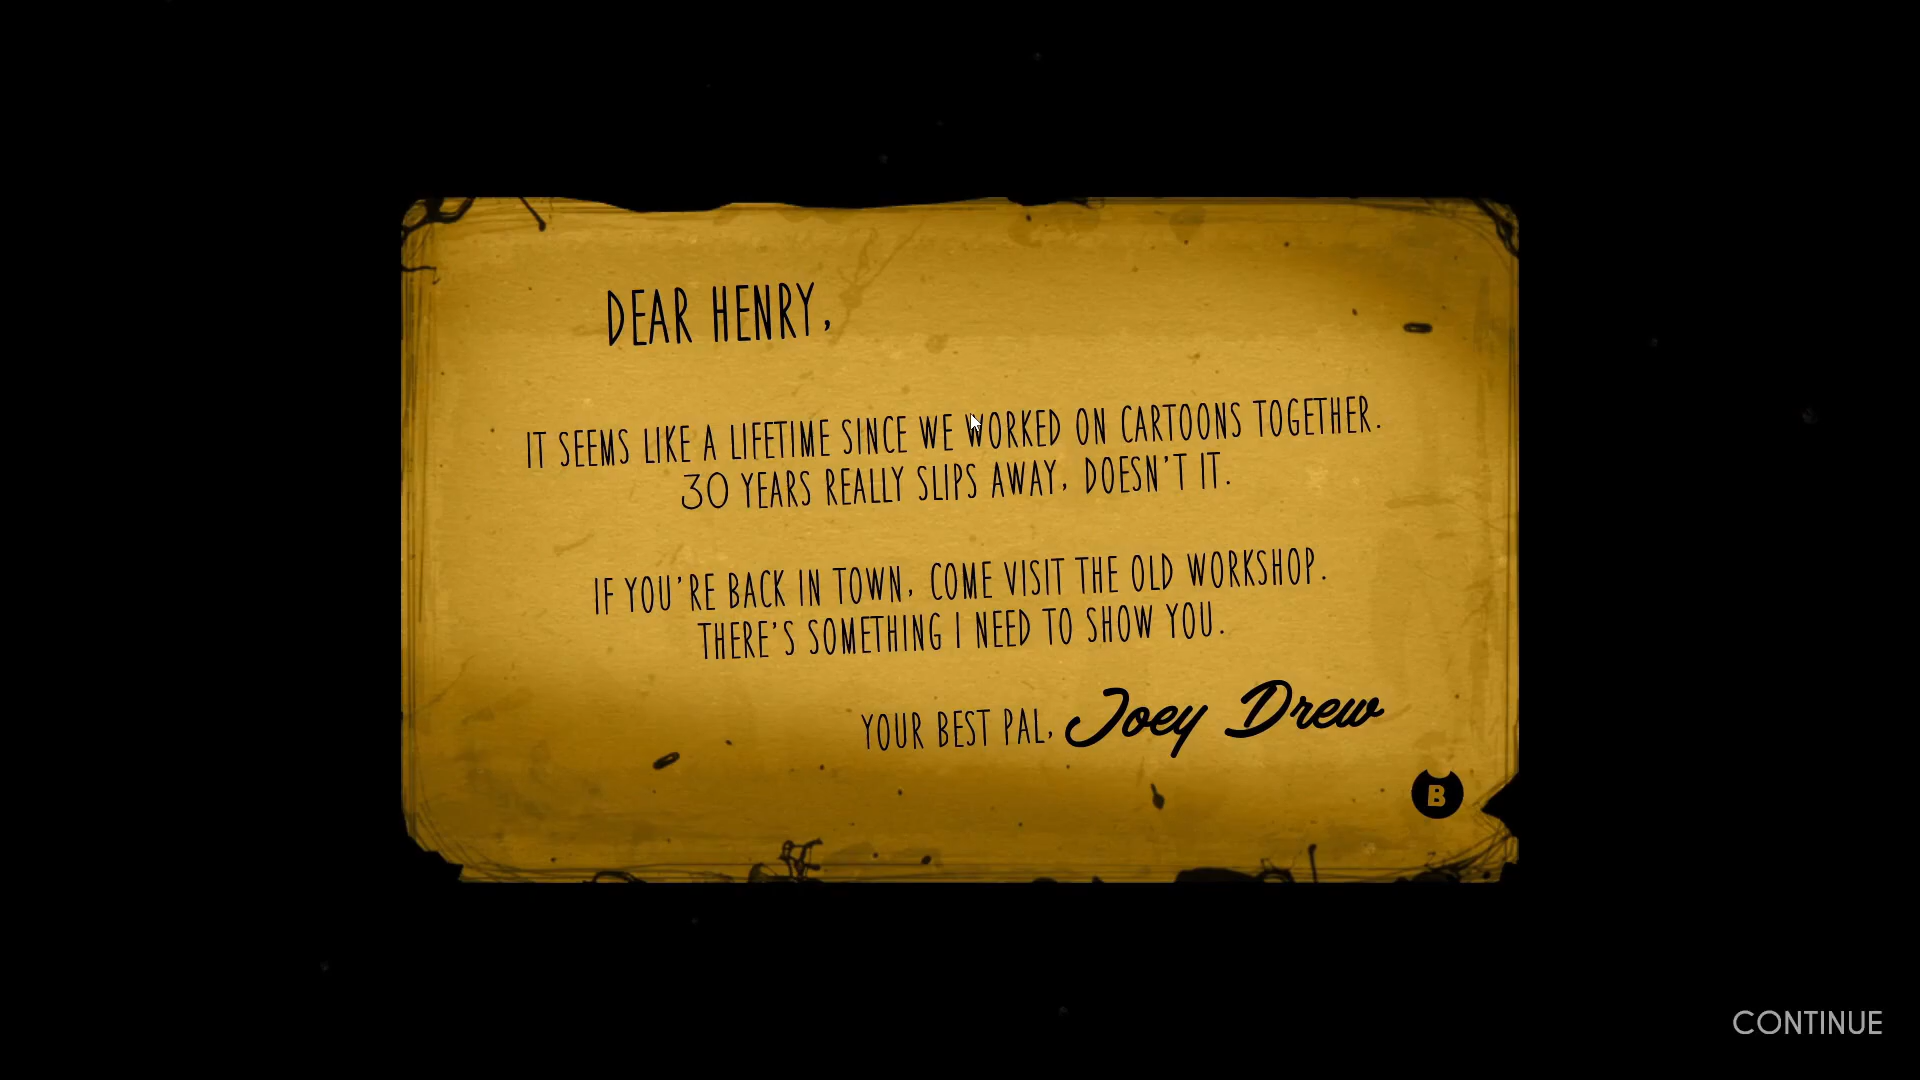 DEAR HENRY,
IT SEEMS LIKE A LIFETIME SINCE WE WORKED ON CARTOONS TOGETHER.
30 YEARS REALLY SLIPS AWAY, DOESN'T IT.
IF YOU'RE BACK IN TOWN, COME VISIT THE OLD WORKSHOP.
THERE'S SOMETHING I NEED TO SHOW YOU.
YOUR BEST PAL, Joey Drew
B
CONTINUE